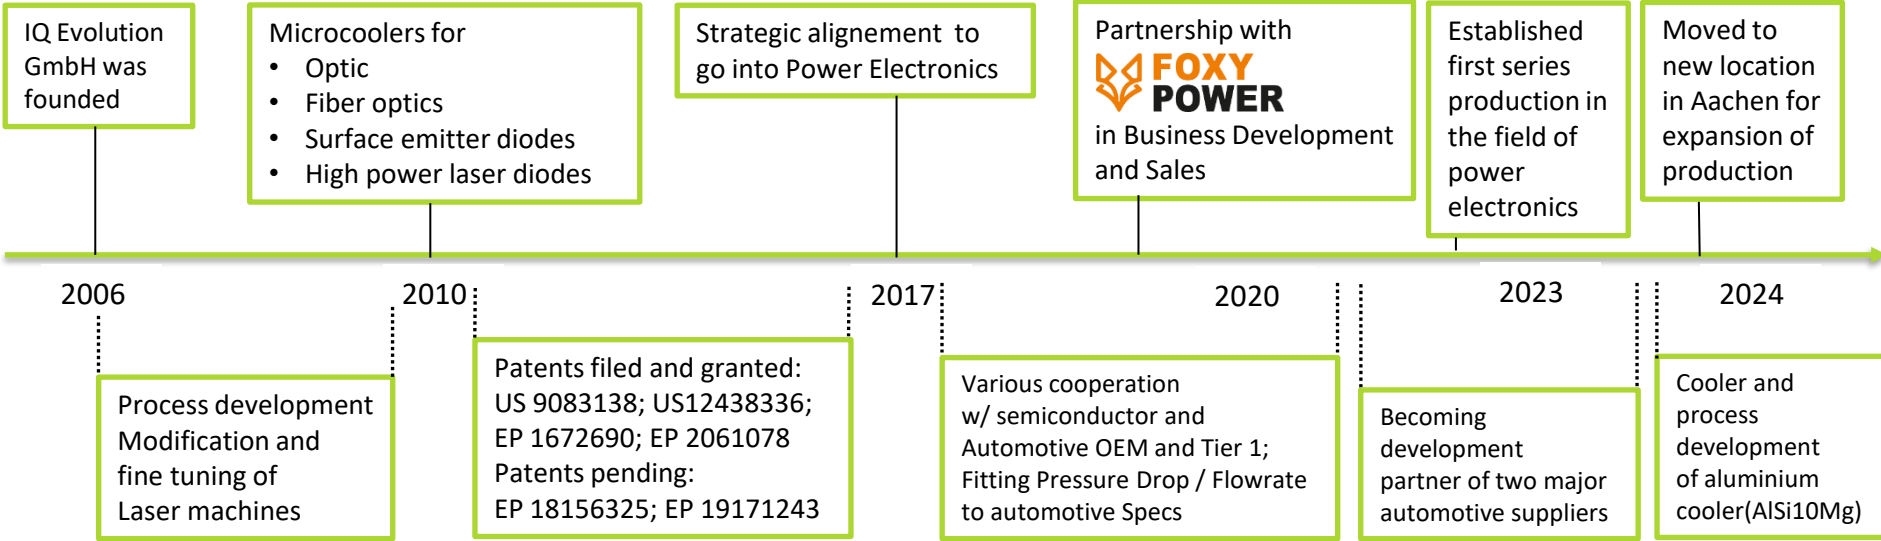 IQ Evolution
GmbH was
founded
Microcoolers for
• Optic
• Fiber optics
• Surface emitter diodes
• High power laser diodes
Strategic alignement to
go into Power Electronics
Partnership with
FOXY
POWER
in Business Development
and Sales
Established
first series
production in
the field of
power
electronics
Moved to
new location
in Aachen for
expansion of
production
2006
2010
2017
2020
2023
2024
Process development
Modification and
fine tuning of
Laser machines
Patents filed and granted:
US 9083138; US12438336;
EP 1672690; EP 2061078
Patents pending:
EP 18156325; EP 19171243
Various cooperation
w/ semiconductor and
Automotive OEM and Tier 1;
Fitting Pressure Drop / Flowrate
to automotive Specs
Becoming
development
partner of two major
automotive suppliers
Cooler and
process
development
of aluminium
cooler(AlSi10Mg)